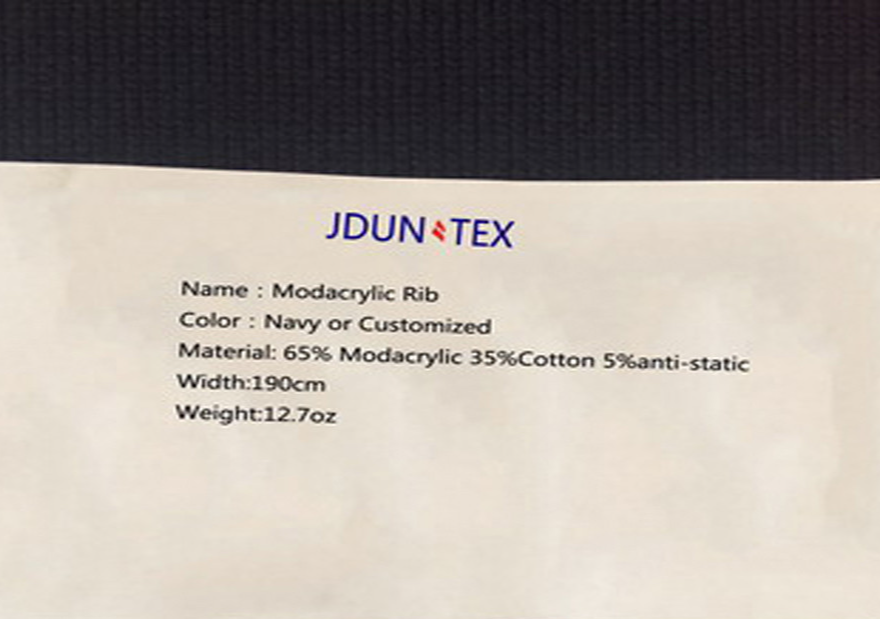 JDUN TEX
Name : Modacrylic Rib
Color : Navy or Customized
Material: 65% Modacrylic 35%Cotton 5%anti-static
Width:190cm
Weight:12.7oz